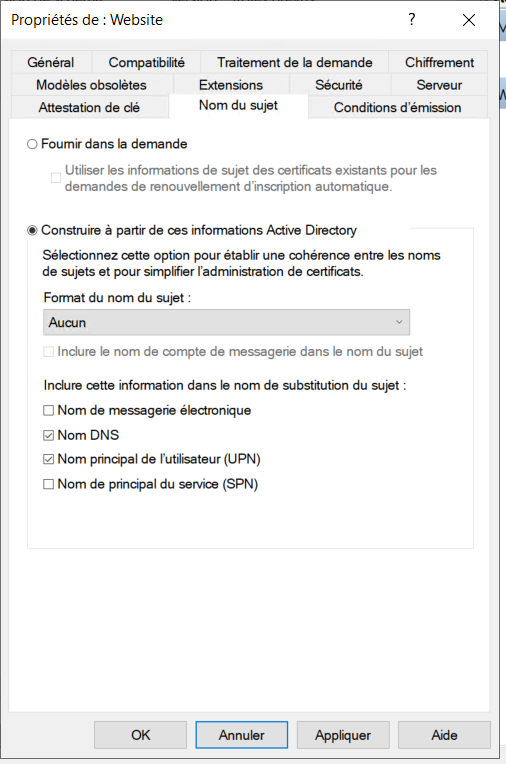 Propriétés de : Website
?
Général Compatibilité Traitement de la demande Chiffrement
Modèles obsolètes Extensions Sécurité Serveur
Attestation de clé Nom du sujet Conditions d'émission
Fournir dans la demande
Utiliser les informations de sujet des certificats existants pour les
demandes de renouvellement d'inscription automatique.
Construire à partir de ces informations Active Directory
Sélectionnez cette option pour établir une cohérence entre les noms
de sujets et pour simplifier l'administration de certificats.
Format du nom du sujet :
Aucun
Inclure le nom de compte de messagerie dans le nom du sujet
Inclure cette information dans le nom de substitution du sujet :
Nom de messagerie électronique
Nom DNS
Nom principal de l'utilisateur (UPN)
Nom de principal du service (SPN)
OK Annuler Appliquer Aide